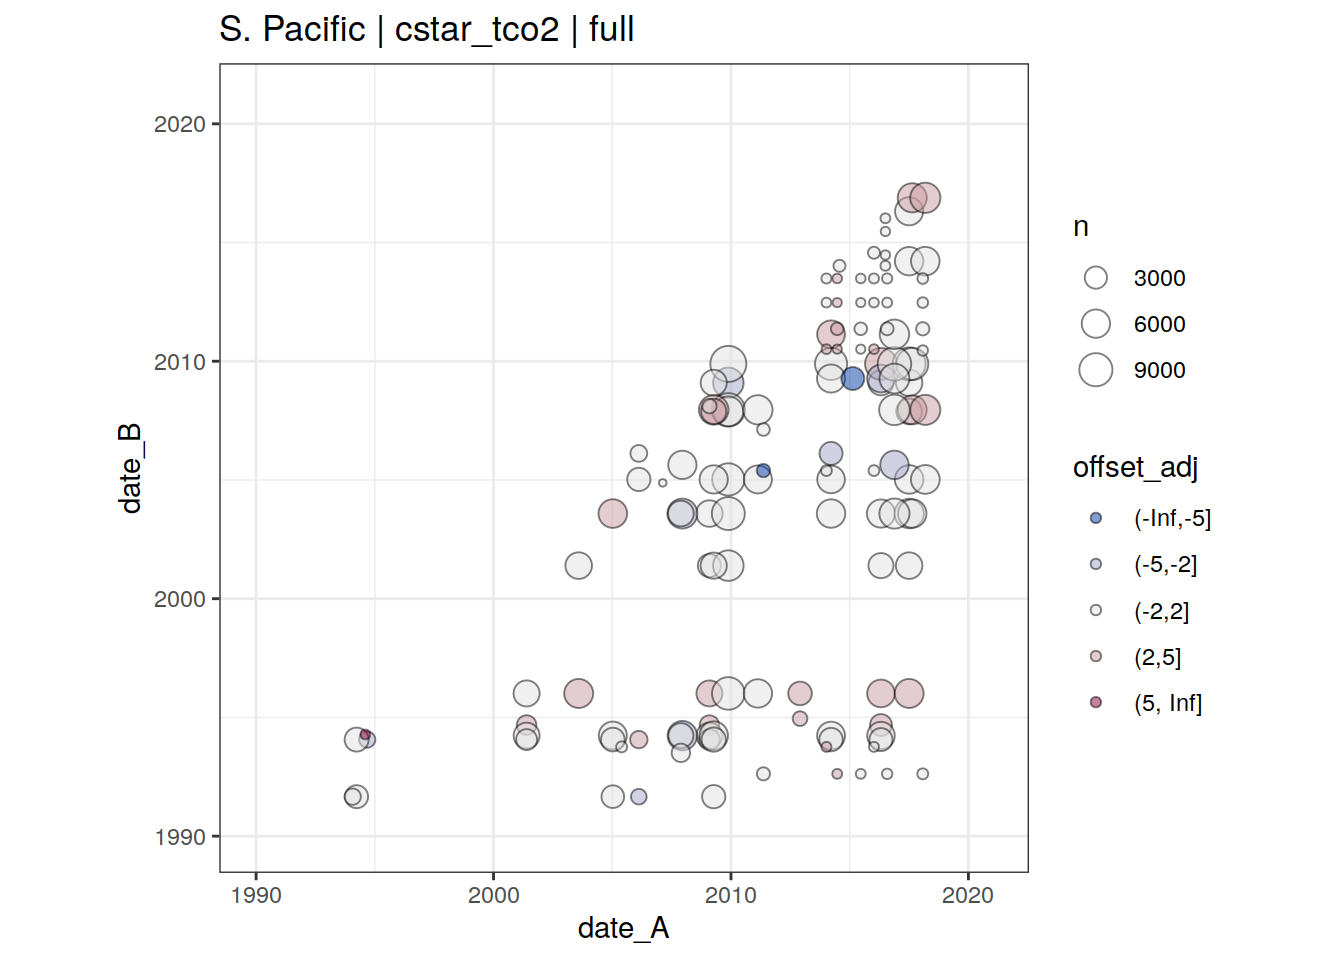 S. Pacific | cstar_tco2 | full
date_B
2020
2010
2000
1990
1990
2000
2010
2020
date_A
n
3000
6000
9000
offset_adj
(-Inf,-5]
(-5,-2]
(-2,2]
(2,5]
(5, Inf]